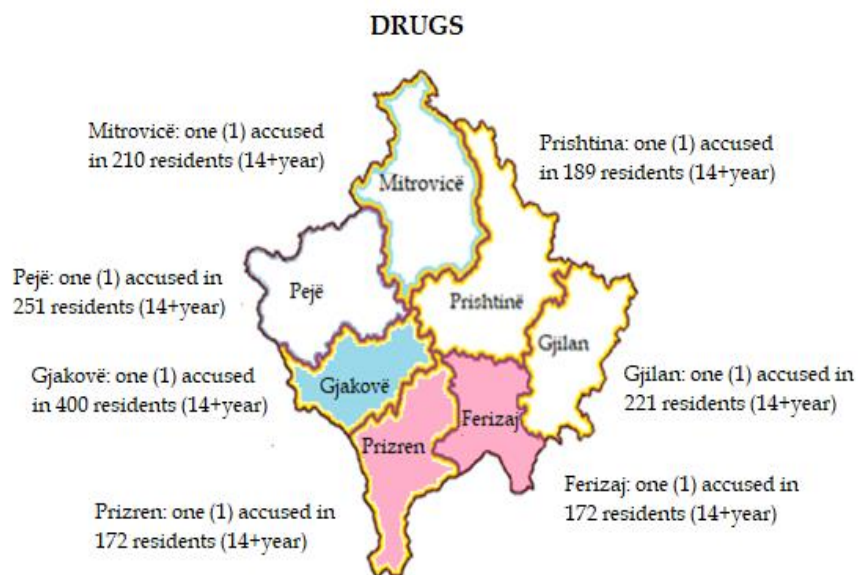 DRUGS
Mitrovicë: one (1) accused
in 210 residents (14+year)
Prishtina: one (1) accused
in 189 residents (14+year)
Mitrovicë
Pejë: one (1) accused in
251 residents (14+year)
Pejë
Prishtinë
Gjilan
Gjakovë: one (1) accused
in 400 residents (14+year)
Gjakovë
Gjilan: one (1) accused in
221 residents (14+year)
Ferizaj
Prizren
Ferizaj: one (1) accused in
172 residents (14+year)
Prizren: one (1) accused in
172 residents (14+year)